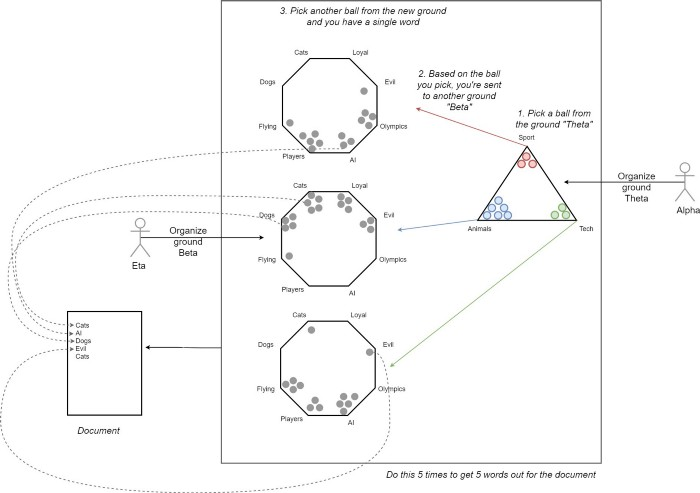 3. Pick another ball from the new ground
and you have a single word
Cats
Loyal
Dogs
Evil
Flying
Olympics
Players
AI
2. Based on the ball
you pick, you're sent
to another ground
"Beta"
1. Pick a ball from
the ground "Theta"
Sport
Animals
Tech
Organize
ground
Theta
Alpha
Cats
Loyal
Dogs
Evil
Flying
Olympics
Players
AI
Organize
ground
Beta
Eta
Cats
Loyal
Dogs
Evil
Flying
Olympics
Players
AI
Cats
AI
Dogs
Evil
Cats
Document
Do this 5 times to get 5 words out for the document